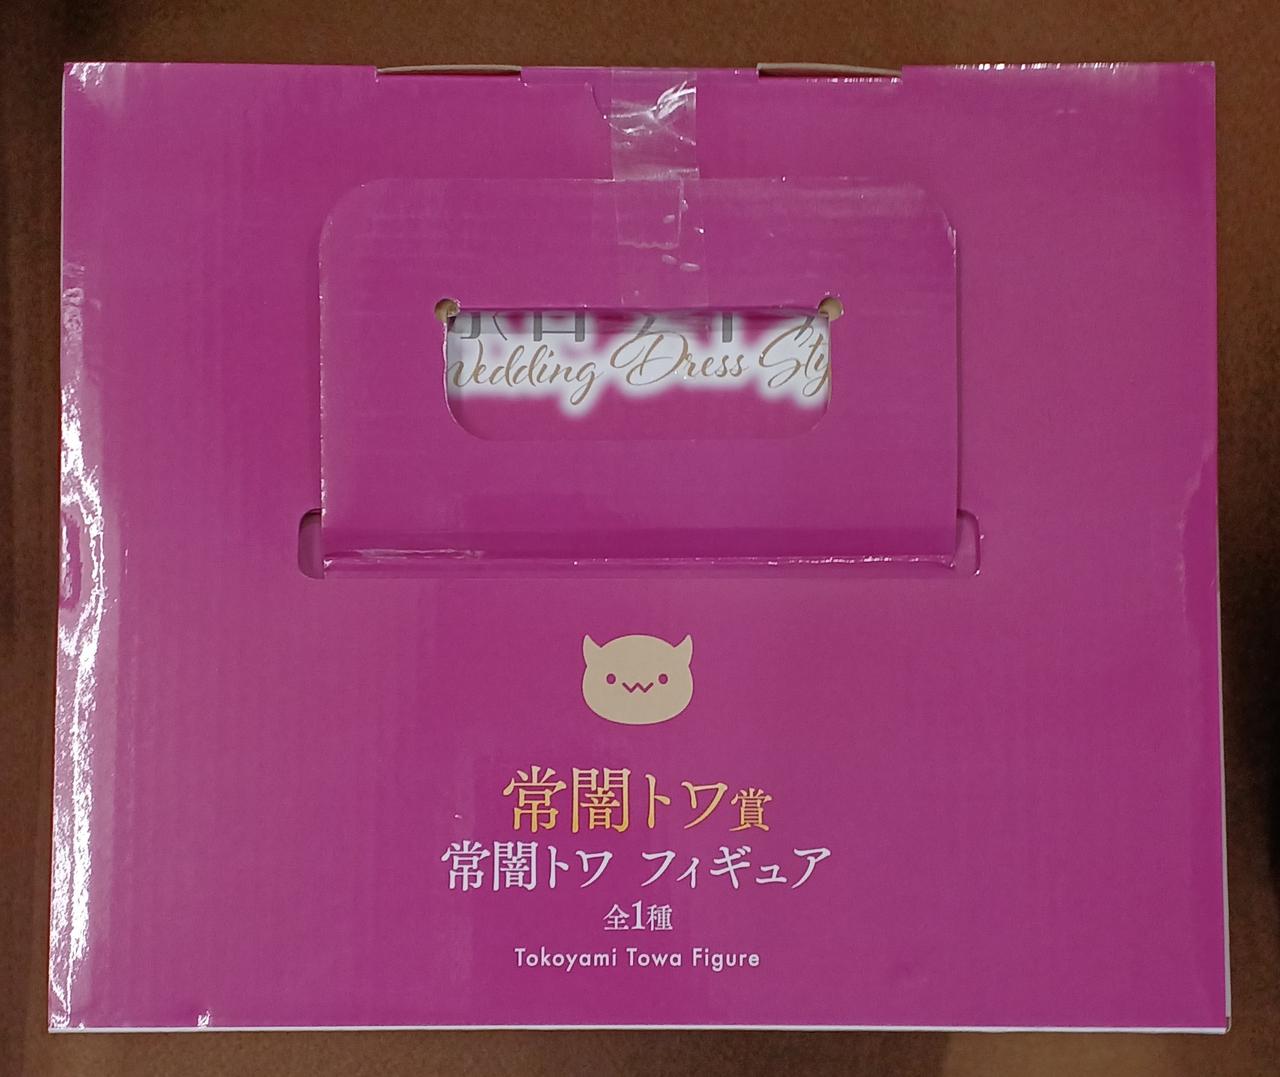 Wedding Dress Sty
常闇トワ賞
常闇トワ フィギュア
全1種
Tokoyami Towa Figure